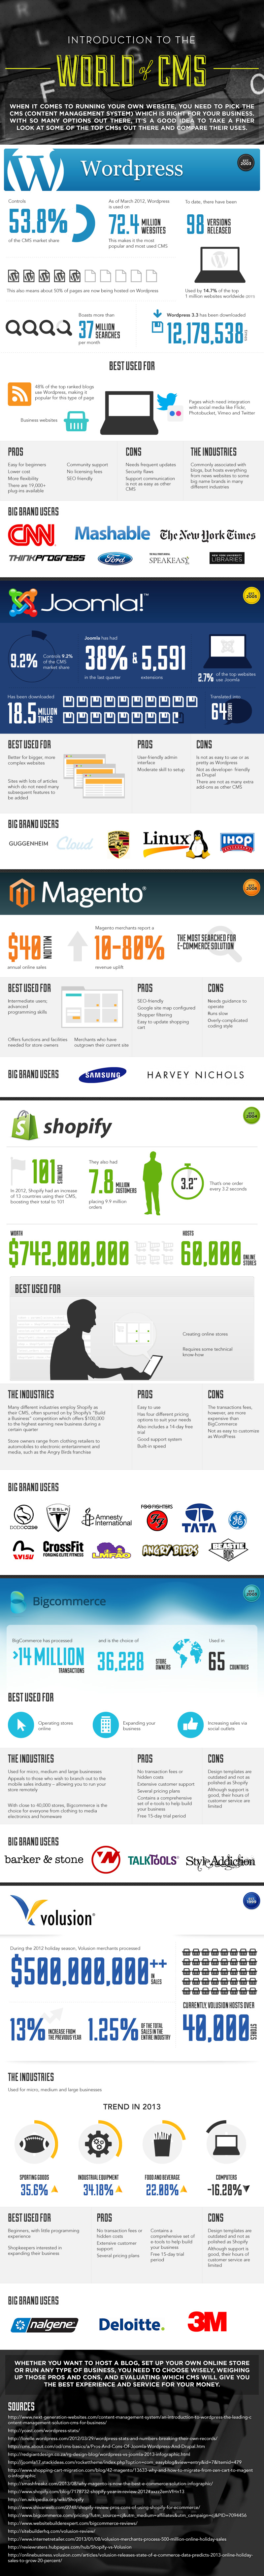 INTRODUCTION TO THE
WORLD of CMS
WHEN IT COMES TO RUNNING YOUR OWN WEBSITE, YOU NEED TO PICK THE
CMS (CONTENT MANAGEMENT SYSTEM) WHICH IS RIGHT FOR YOUR BUSINESS.
WITH SO MANY OPTIONS OUT THERE, IT'S A GOOD IDEA TO TAKE A FINER
LOOK AT SOME OF THE TOP CMSs OUT THERE AND COMPARE THEIR USES.
Wordpress
Controls
53.8%
of the CMS market share
As of March 2012, Wordpress
is used on
72.4 MILLION WEBSITES
This makes it the most
popular and most used CMS
To date, there have been
98 VERSIONS RELEASED
This also means about 50% of pages are now being hosted on Wordpress
Used by 14.7% of the top
1 million websites worldwide (2011)
Boasts more than
37 MILLION SEARCHES
per month
Wordpress 3.3 has been downloaded
12,179,538 TIMES
BEST USED FOR
48% of the top ranked blogs
use Wordpress, making it
popular for this type of page
Business websites
Pages which need integration
with social media like Flickr,
Photobucket, Vimeo and Twitter
PROS
Easy for beginners
Lower cost
More flexibility
There are 19,000+
plug-ins available
Community support
No licensing fees
SEO friendly
CONS
Needs frequent updates
Security flaws
Support communication
is not as easy as other
CMS
THE INDUSTRIES
Commonly associated with
blogs, but hosts everything
from news websites to some
big name brands in many
different industries
BIG BRAND USERS
CNN
Mashable
The New York Times
THINKPROGRESS
Ford
SPEAKEASY
NEW YORK UNIVERSITY
LIBRARIES
Joomla!
9.2%
Controls 9.2%
of the CMS
market share
Joomla has had
38% & 5,591
in the last quarter
extensions
2.7% of the top websites
use Joomla
Has been downloaded
18.5 MILLION TIMES
Translated into
64 LANGUAGES
BEST USED FOR
Better for bigger, more
complex websites
Sites with lots of articles
which do not need many
subsequent features to
be added
PROS
User-friendly admin
interface
Moderate skill to setup
CONS
Is not as easy to use or as
pretty as Wordpress
Not as developer friendly
as Drupal
There are not as many extra
add-ons as other CMS
BIG BRAND USERS
GUGGENHEIM
Cloud
Linux
IHOP
Magento
$40 MILLION
annual online sales
Magento merchants report a
10-80%
revenue uplift
THE MOST SEARCHED FOR
E-COMMERCE SOLUTION
BEST USED FOR
Intermediate users;
advanced
programming skills
Offers functions and facilities
needed for store owners
Merchants who have
outgrown their current site
PROS
SEO-friendly
Google site map configured
Shopper filtering
Easy to update shopping
cart
CONS
Needs guidance to
operate
Runs slow
Overly-complicated
coding style
BIG BRAND USERS
SAMSUNG
HARVEY NICHOLS
shopify
101 COUNTRIES
In 2012, Shopify had an increase
of 13 countries using their CMS,
boosting their total to 101
They also had
7.8 MILLION CUSTOMERS
placing 9.9 million
orders
3.2"
That's one order
every 3.2 seconds
WORTH
$742,000,000
HOSTS
60,000 ONLINE STORES
BEST USED FOR
Creating online stores
Requires some technical
know-how
THE INDUSTRIES
Many different industries employ Shopify as
their CMS, often spurred on by Shopify's "Build
a Business" competition which offers $100,000
to the highest earning new business during a
certain quarter
Store owners range from clothing retailers to
automobiles to electronic entertainment and
media, such as the Angry Birds franchise
PROS
Easy to use
Has four different pricing
options to suit your needs
Also includes a 14-day free
trial
Good support system
Built-in speed
CONS
The transactions fees,
however, are more
expensive than
BigCommerce
Not as easy to customise
as WordPress
BIG BRAND USERS
DODOcase
TESLA
Amnesty
International
FOO FIGHTERS
TATA
EVISU
CrossFit
FORGING ELITE FITNESS
LMFAO
ANGRY BIRDS
BEASTIE
Bigcommerce
BigCommerce has processed
>14 MILLION
TRANSACTIONS
and is the choice of
36,228 STORE OWNERS
Used in
65 COUNTRIES
BEST USED FOR
Operating stores
online
Expanding your
business
Increasing sales via
social outlets
THE INDUSTRIES
Used for micro, medium and large businesses
Appeals to those who wish to branch out to the
mobile sales industry – allowing you to run your
store remotely
With close to 40,000 stores, Bigcommerce is the
choice for everyone from clothing to media
electronics and homeware
PROS
No transaction fees or
hidden costs
Extensive customer support
Several pricing plans
Contains a comprehensive
set of e-tools to help build
your business
Free 15-day trial period
CONS
Design templates are
outdated and not as
polished as Shopify
Although support is
good, their hours of
customer service are
limited
BIG BRAND USERS
barker & stone
TALKTOOLS
Style Addiction
volusion
During the 2012 holiday season, Volusion merchants processed
$500,000,000++ IN SALES
13% INCREASE FROM
THE PREVIOUS YEAR
1.25% OF THE TOTAL
SALES IN THE
ENTIRE INDUSTRY
CURRENTLY, VOLUSION HOSTS OVER
40,000 STORES
THE INDUSTRIES
Used for micro, medium and large businesses
TREND IN 2013
SPORTING GOODS
35.6%
INDUSTRIAL EQUIPMENT
34.18%
FOOD AND BEVERAGE
22.88%
COMPUTERS
-16.28%
BEST USED FOR
Beginners, with little programming
experience
Shopkeepers interested in
expanding their business
PROS
No transaction fees or
hidden costs
Extensive customer
support
Several pricing plans
Contains a
comprehensive set of
e-tools to help build
your business
Free 15-day trial
period
CONS
Design templates are
outdated and not as
polished as Shopify
Although support is
good, their hours of
customer service are
limited
BIG BRAND USERS
nalgene
Deloitte.
3M
WHETHER YOU WANT TO HOST A BLOG, SET UP YOUR OWN ONLINE STORE
OR RUN ANY TYPE OF BUSINESS, YOU NEED TO CHOOSE WISELY, WEIGHING
UP THOSE PROS AND CONS, AND EVALUATING WHICH CMS WILL GIVE YOU
THE BEST EXPERIENCE AND SERVICE FOR YOUR MONEY.
SOURCES